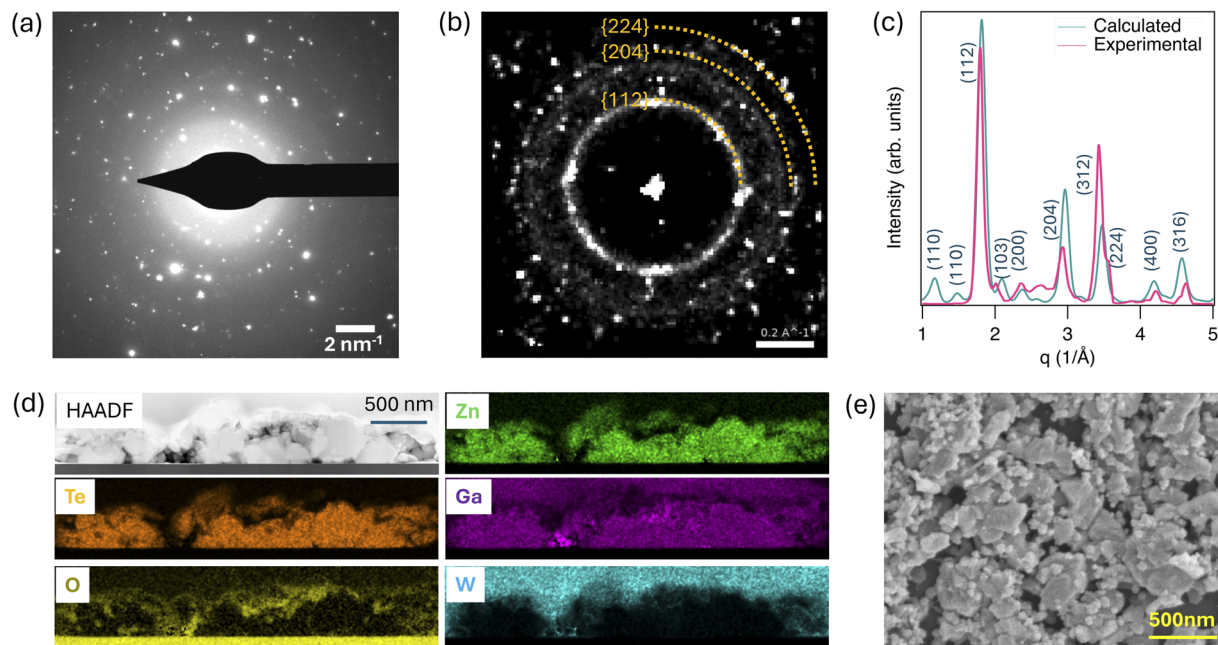 (a)
2 nm⁻¹
(b)
{224}
{204}
{112}
0.2 A^-1
(c)
Calculated
Experimental
(112)
(110)
(110)
(103)
(200)
(204)
(312)
(224)
(400)
(316)
Intensity (arb. units)
1 2 3 4 5
q (1/Å)
(d)
HAADF
500 nm
Zn
Te
Ga
O
W
(e)
500nm